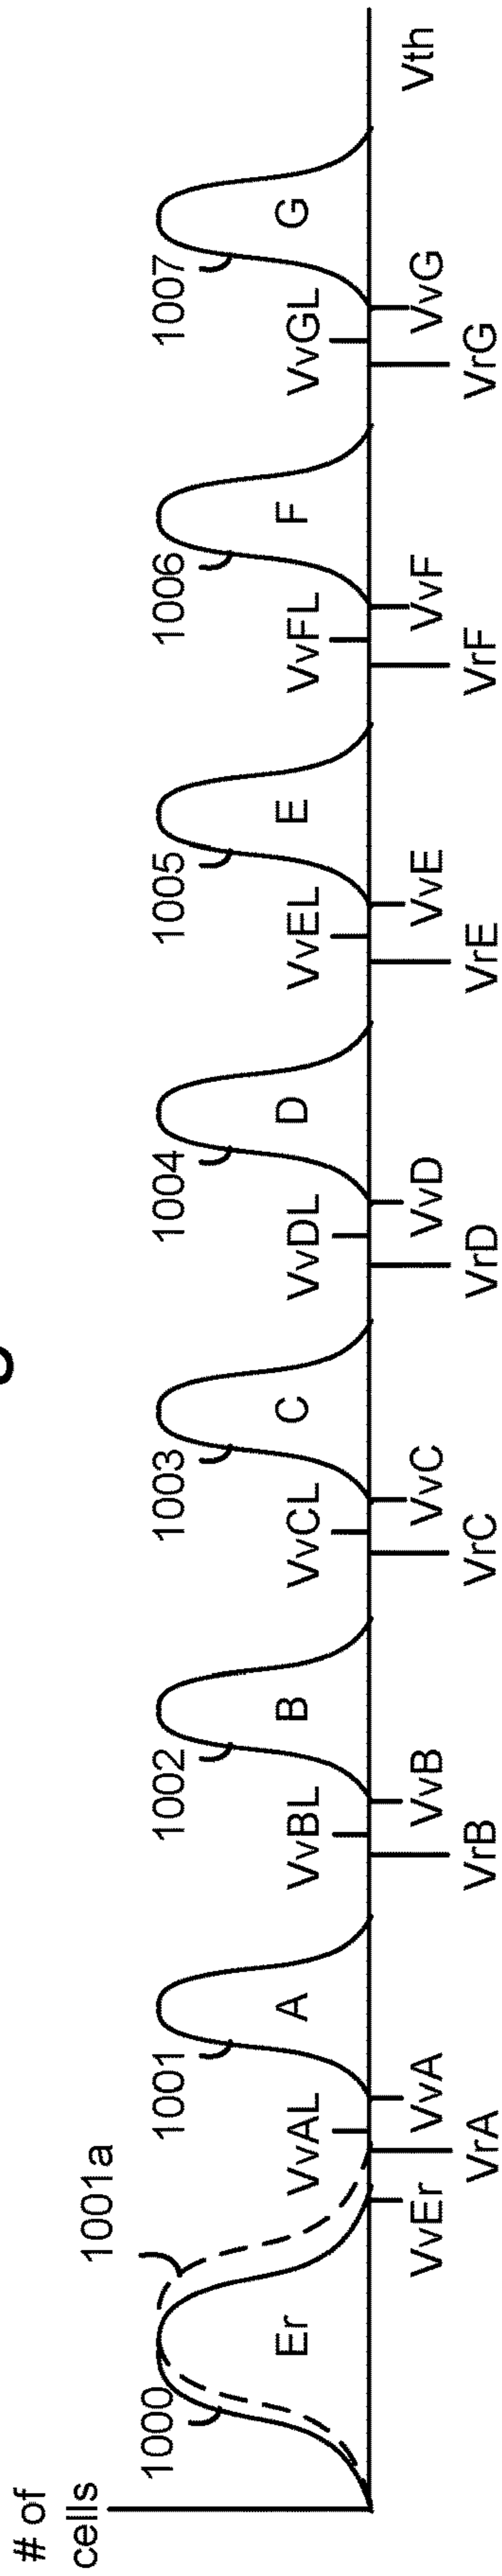 # of
cells
1001a
1000
1001
1002
1003
1004
1005
1006
1007
Er
A
B
C
D
E
F
G
VvAL
VvBL
VvCL
VvDL
VvEL
VvFL
VvGL
Vth
VvEr
VvA
VvB
VvC
VvD
VvE
VvF
VvG
VrA
VrB
VrC
VrD
VrE
VrF
VrG